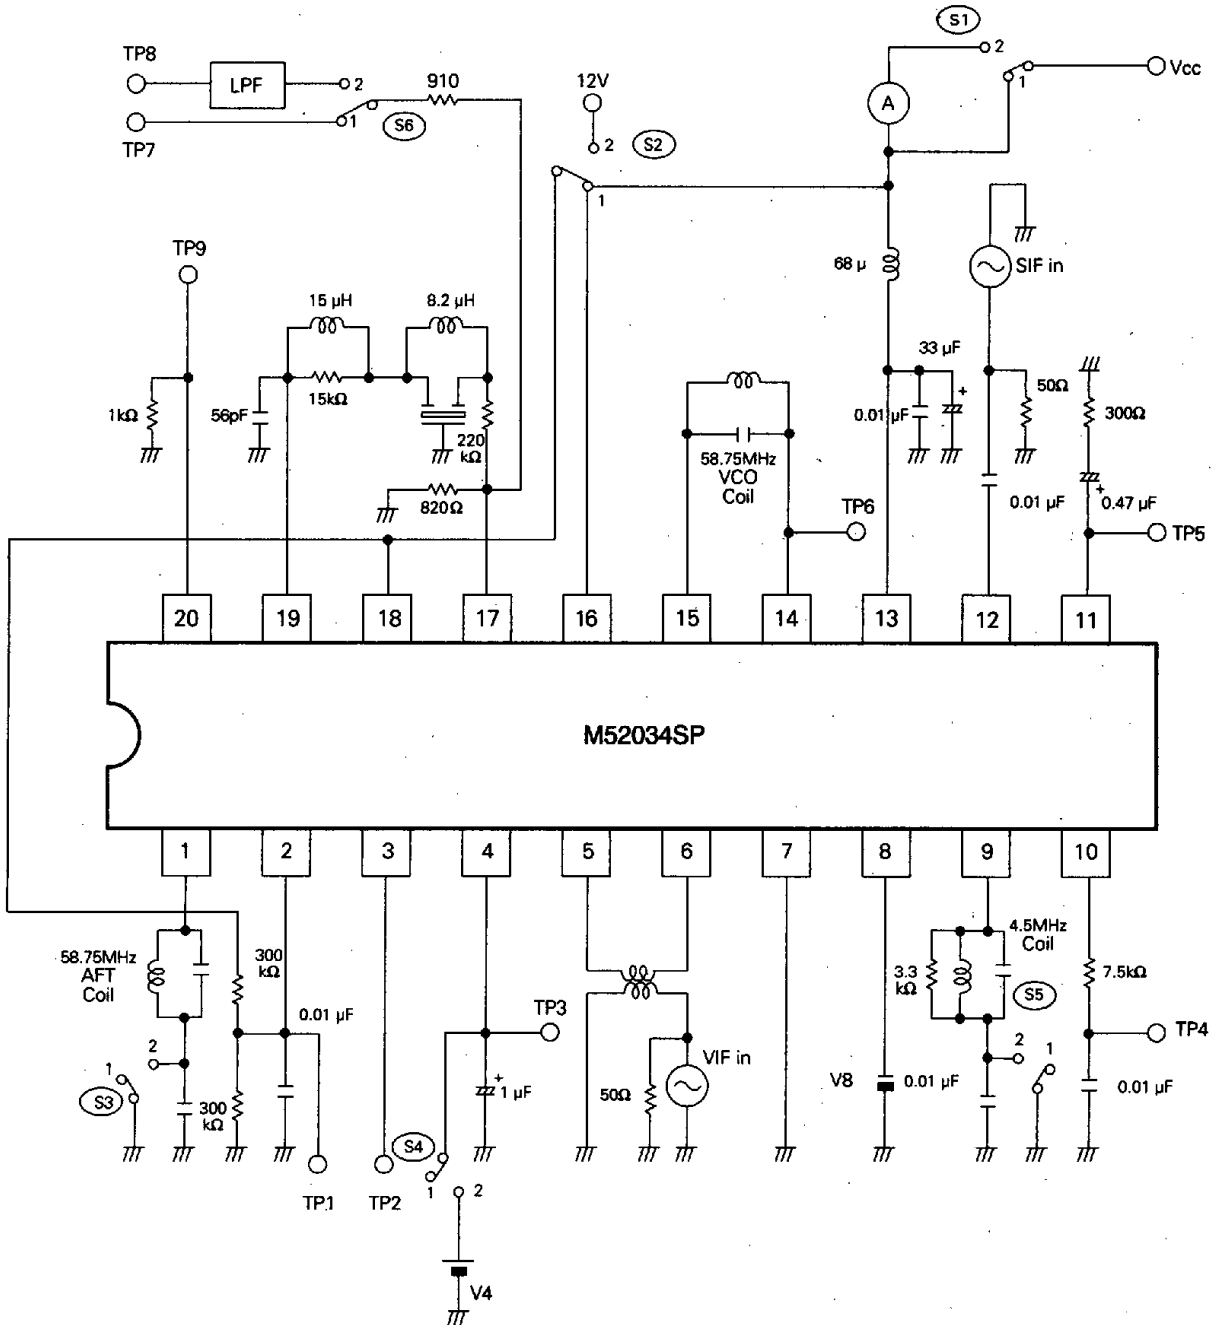 S1
2
TP8
LPF
2
910
12V
1
Vcc
A
1
S6
TP7
2
S2
1
TP9
SIF in
68 μ
15 μH
8.2 μH
33 μF
50Ω
+
1kΩ
56pF
15kΩ
0.01 μF
300Ω
220
kΩ
58.75MHz
VCO
Coil
820Ω
TP6
0.01 μF
+
0.47 μF
TP5
20
19
18
17
16
15
14
13
12
11
M52034SP
1
2
3
4
5
6
7
8
9
10
58.75MHz
AFT
Coil
300
kΩ
4.5MHz
Coil
3.3
kΩ
7.5kΩ
S5
0.01 μF
TP3
TP4
2
1
S3
VIF in
2
1
V8
0.01 μF
+
1 μF
50Ω
0.01 μF
300
kΩ
S4
1
2
TP1
TP2
V4